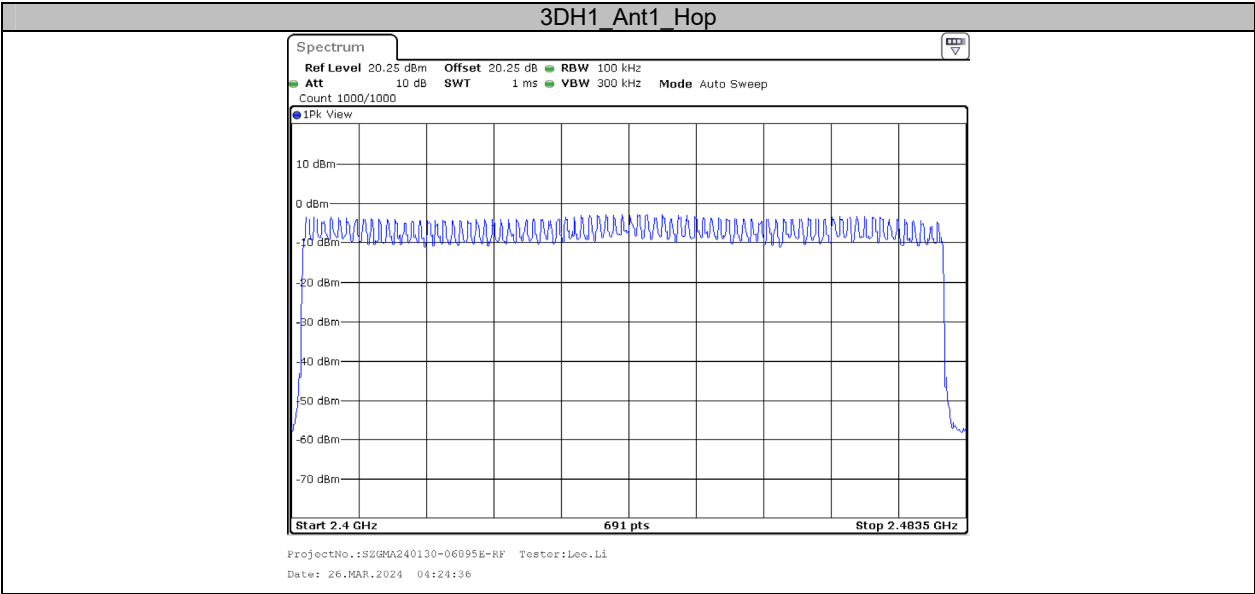 3DH1_Ant1_Hop
Spectrum
Ref Level 20.25 dBm Offset 20.25 dB RBW 100 kHz
Att 10 dB SWT 1 ms VBW 300 kHz Mode Auto Sweep
Count 1000/1000
1Pk View
10 dBm
0 dBm
-10 dBm
-20 dBm
-30 dBm
-40 dBm
-50 dBm
-60 dBm
-70 dBm
Start 2.4 GHz 691 pts Stop 2.4835 GHz
ProjectNo.:SZGMA240130-06895E-RF Tester:Lee.Li
Date: 26.MAR.2024 04:24:36